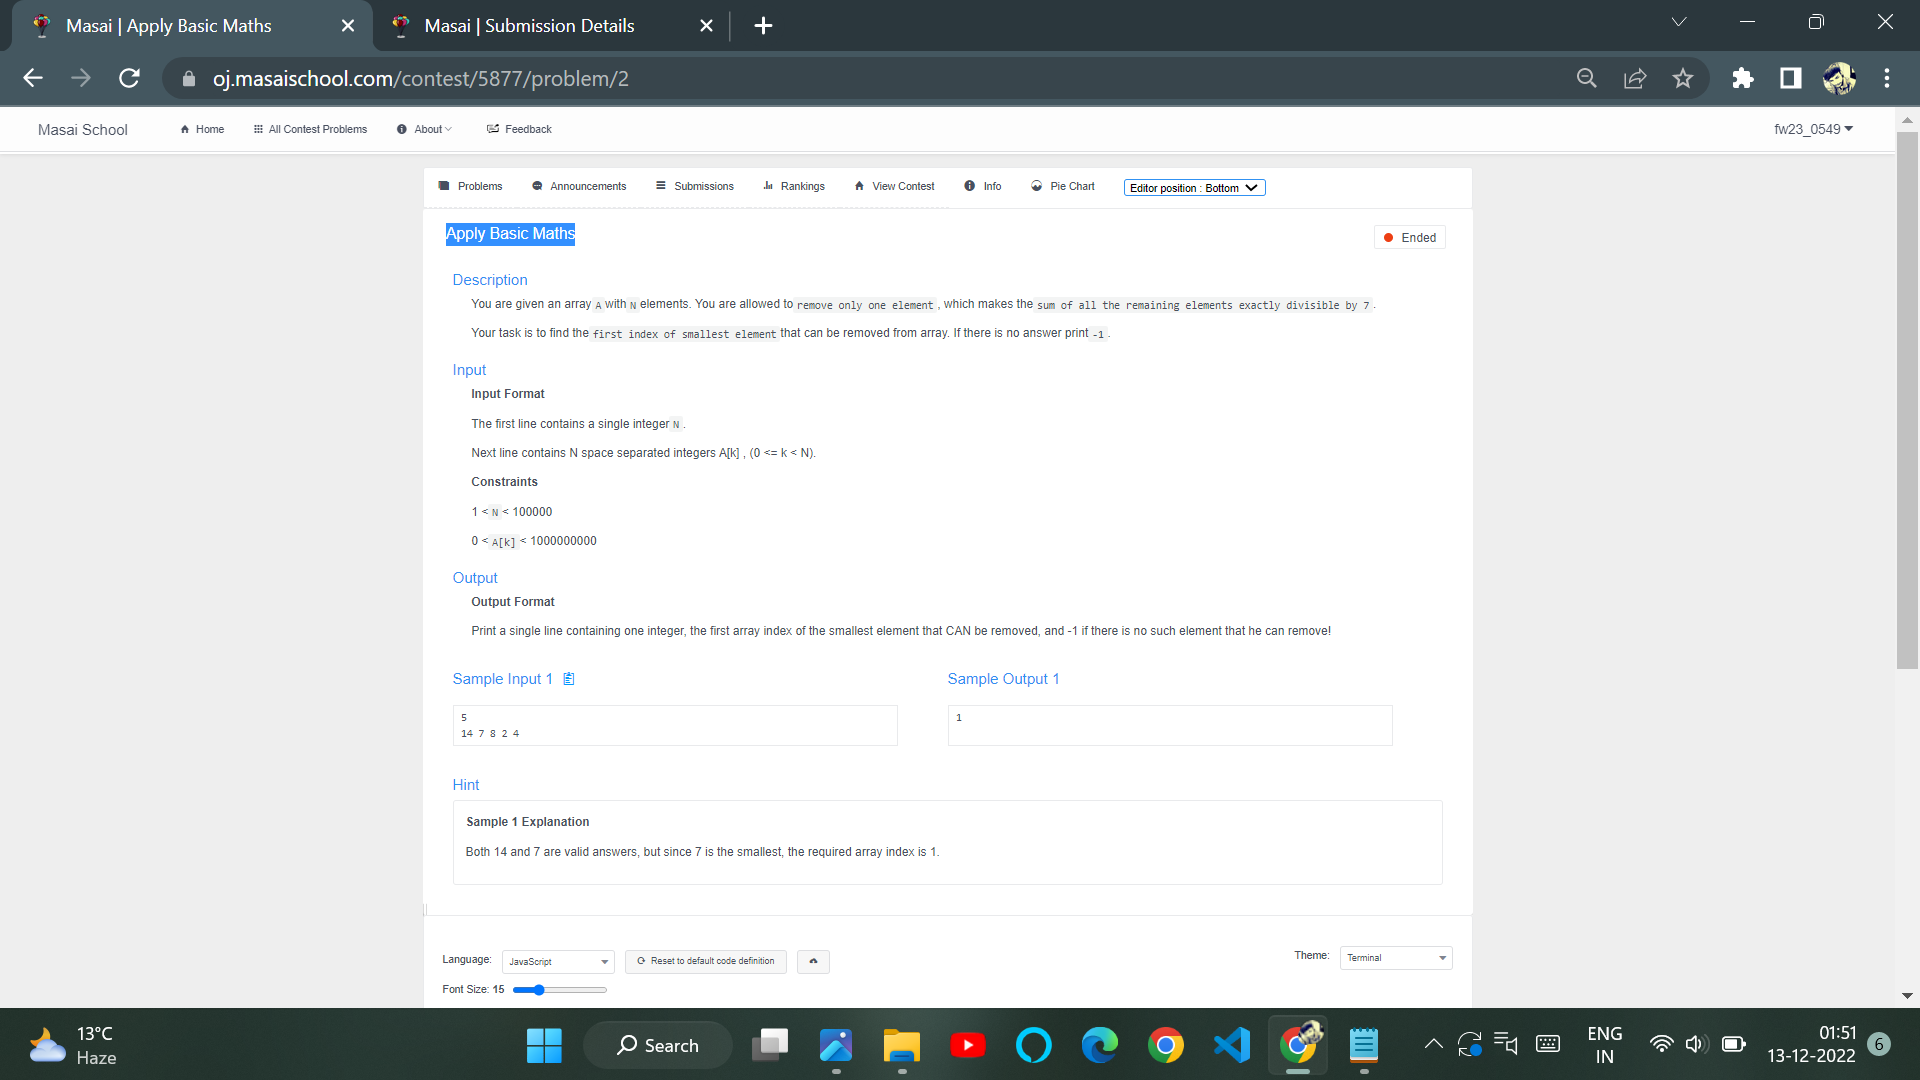 Masai | Apply Basic Maths
Masai | Submission Details
oj.masaischool.com/contest/5877/problem/2
Masai School
Home
All Contest Problems
About
Feedback
fw23_0549
Problems
Announcements
Submissions
Rankings
View Contest
Info
Pie Chart
Editor position : Bottom
Apply Basic Maths
Ended
Description
You are given an array A with N elements. You are allowed to remove only one element , which makes the sum of all the remaining elements exactly divisible by 7 .
Your task is to find the first index of smallest element that can be removed from array. If there is no answer print -1 .
Input
Input Format
The first line contains a single integer N .
Next line contains N space separated integers A[k] , (0 <= k < N).
Constraints
1 < N < 100000
0 < A[k] < 1000000000
Output
Output Format
Print a single line containing one integer, the first array index of the smallest element that CAN be removed, and -1 if there is no such element that he can remove!
Sample Input 1
Sample Output 1
5
14 7 8 2 4
1
Hint
Sample 1 Explanation
Both 14 and 7 are valid answers, but since 7 is the smallest, the required array index is 1.
Language:
JavaScript
Reset to default code definition
Theme:
Terminal
Font Size: 15
13°C
Haze
Search
ENG
IN
01:51
13-12-2022
6